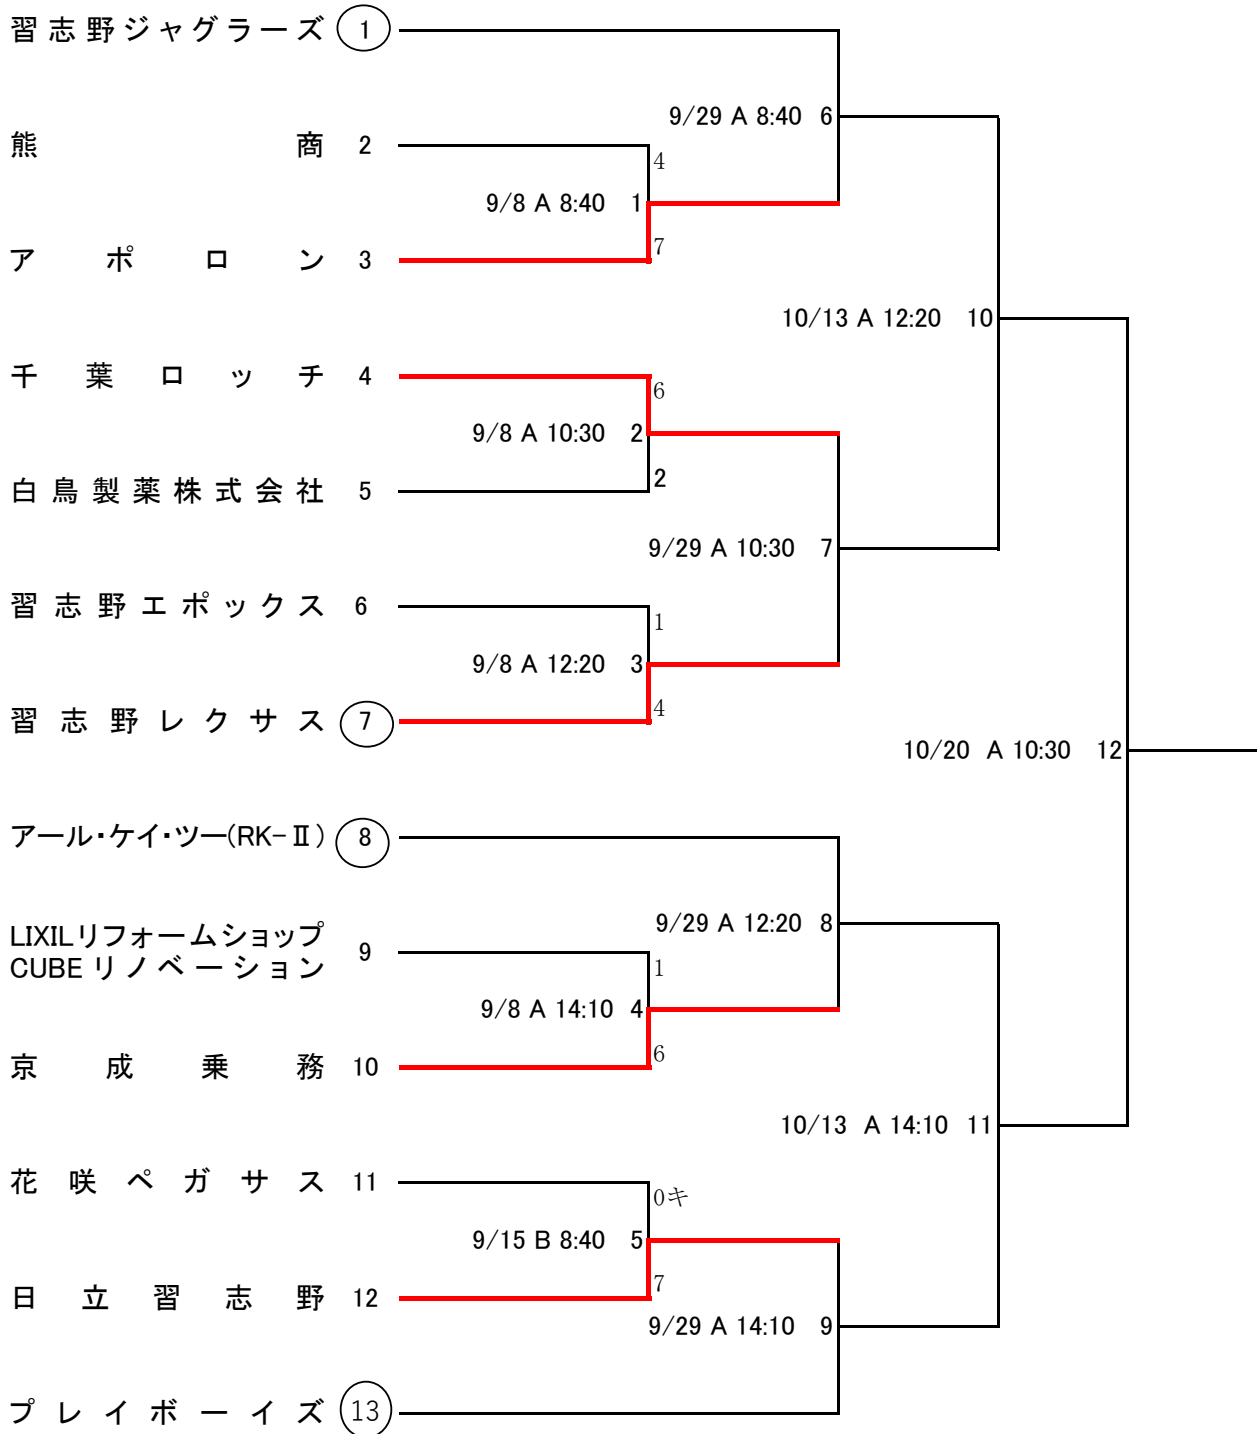 習志野ジャグラーズ 1
9/29 A 8:40 6
熊商 2
4
9/8 A 8:40 1
7
アポロン 3
10/13 A 12:20 10
千葉ロッチ 4
6
9/8 A 10:30 2
2
白鳥製薬株式会社 5
9/29 A 10:30 7
習志野エポックス 6
1
9/8 A 12:20 3
4
習志野レクサス 7
10/20 A 10:30 12
アール・ケイ・ツー(RK-Ⅱ) 8
9/29 A 12:20 8
LIXILリフォームショップ
CUBEリノベーション 9
1
9/8 A 14:10 4
6
京成乗務 10
10/13 A 14:10 11
花咲ペガサス 11
0キ
9/15 B 8:40 5
7
日立習志野 12
9/29 A 14:10 9
プレイボーイズ 13